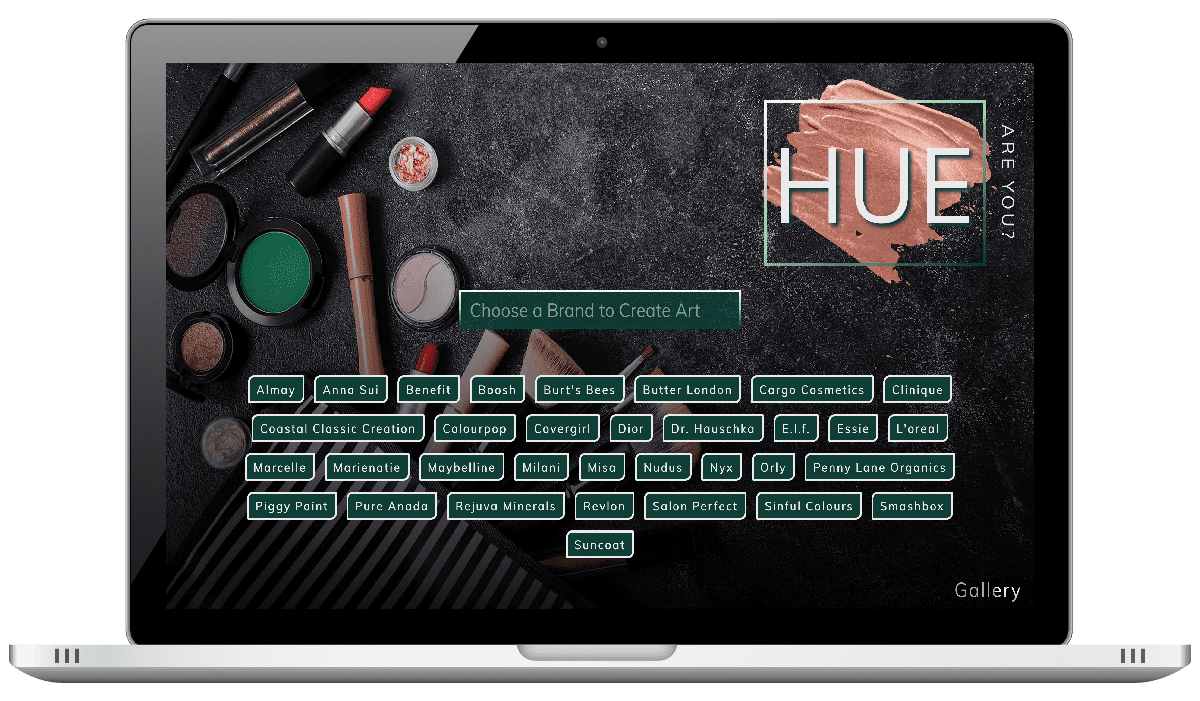 HUE
ARE YOU?
Choose a Brand to Create Art
Almay Anna Sui Benefit Boosh Burt's Bees Butter London Cargo Cosmetics Clinique
Coastal Classic Creation Colourpop Covergirl Dior Dr. Hauschka E.l.f. Essie L'oreal
Marcelle Marienatie Maybelline Milani Misa Nudus Nyx Orly Penny Lane Organics
Piggy Paint Pure Anada Rejuva Minerals Revlon Salon Perfect Sinful Colours Smashbox
Suncoat
Gallery